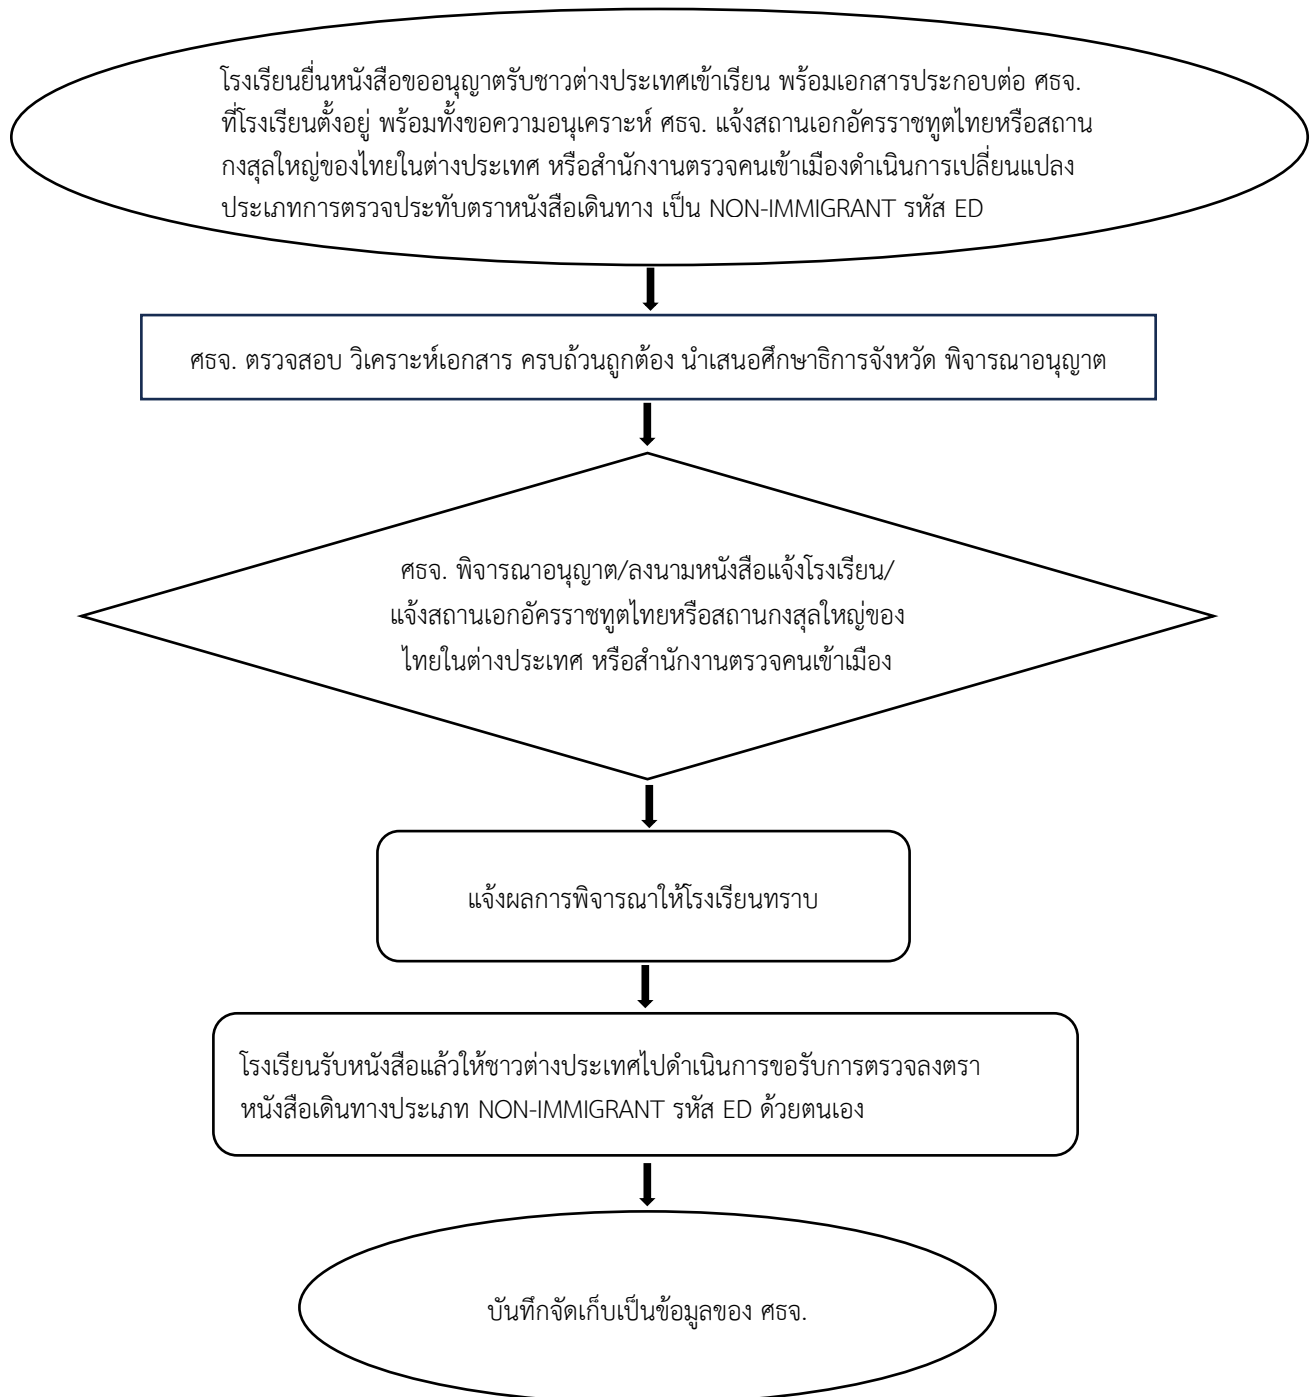 โรงเรียนยื่นหนังสือขออนุญาตรับชาวต่างประเทศเข้าเรียน พร้อมเอกสารประกอบต่อ ศธจ.
ที่โรงเรียนตั้งอยู่ พร้อมทั้งขอความอนุเคราะห์ ศธจ. แจ้งสถานเอกอัครราชทูตไทยหรือสถาน
กงสุลใหญ่ของไทยในต่างประเทศ หรือสำนักงานตรวจคนเข้าเมืองดำเนินการเปลี่ยนแปลง
ประเภทการตรวจประทับตราหนังสือเดินทาง เป็น NON-IMMIGRANT รหัส ED
ศธจ. ตรวจสอบ วิเคราะห์เอกสาร ครบถ้วนถูกต้อง นำเสนอศึกษาธิการจังหวัด พิจารณาอนุญาต
ศธจ. พิจารณาอนุญาต/ลงนามหนังสือแจ้งโรงเรียน/
แจ้งสถานเอกอัครราชทูตไทยหรือสถานกงสุลใหญ่ของ
ไทยในต่างประเทศ หรือสำนักงานตรวจคนเข้าเมือง
แจ้งผลการพิจารณาให้โรงเรียนทราบ
โรงเรียนรับหนังสือแล้วให้ชาวต่างประเทศไปดำเนินการขอรับการตรวจลงตรา
หนังสือเดินทางประเภท NON-IMMIGRANT รหัส ED ด้วยตนเอง
บันทึกจัดเก็บเป็นข้อมูลของ ศธจ.